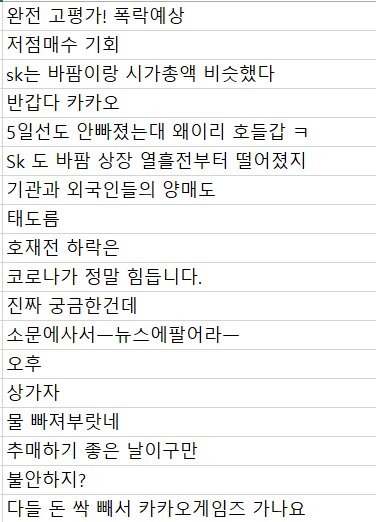 완전 고평가! 폭락예상
저점매수 기회
sk는 바팜이랑 시가총액 비슷했다
반갑다 카카오
5일선도 안빠졌는대 왜이리 호들갑 ㅋ
Sk 도 바팜 상장 열흘전부터 떨어졌지
기관과 외국인들의 양매도
태도름
호재전 하락은
코로나가 정말 힘듭니다.
진짜 궁금한건데
소문에사서ㅡ뉴스에팔어라ㅡ
오후
상가자
물 빠져부랏네
추매하기 좋은 날이구만
불안하지?
다들 돈 싹 빼서 카카오게임즈 가나요